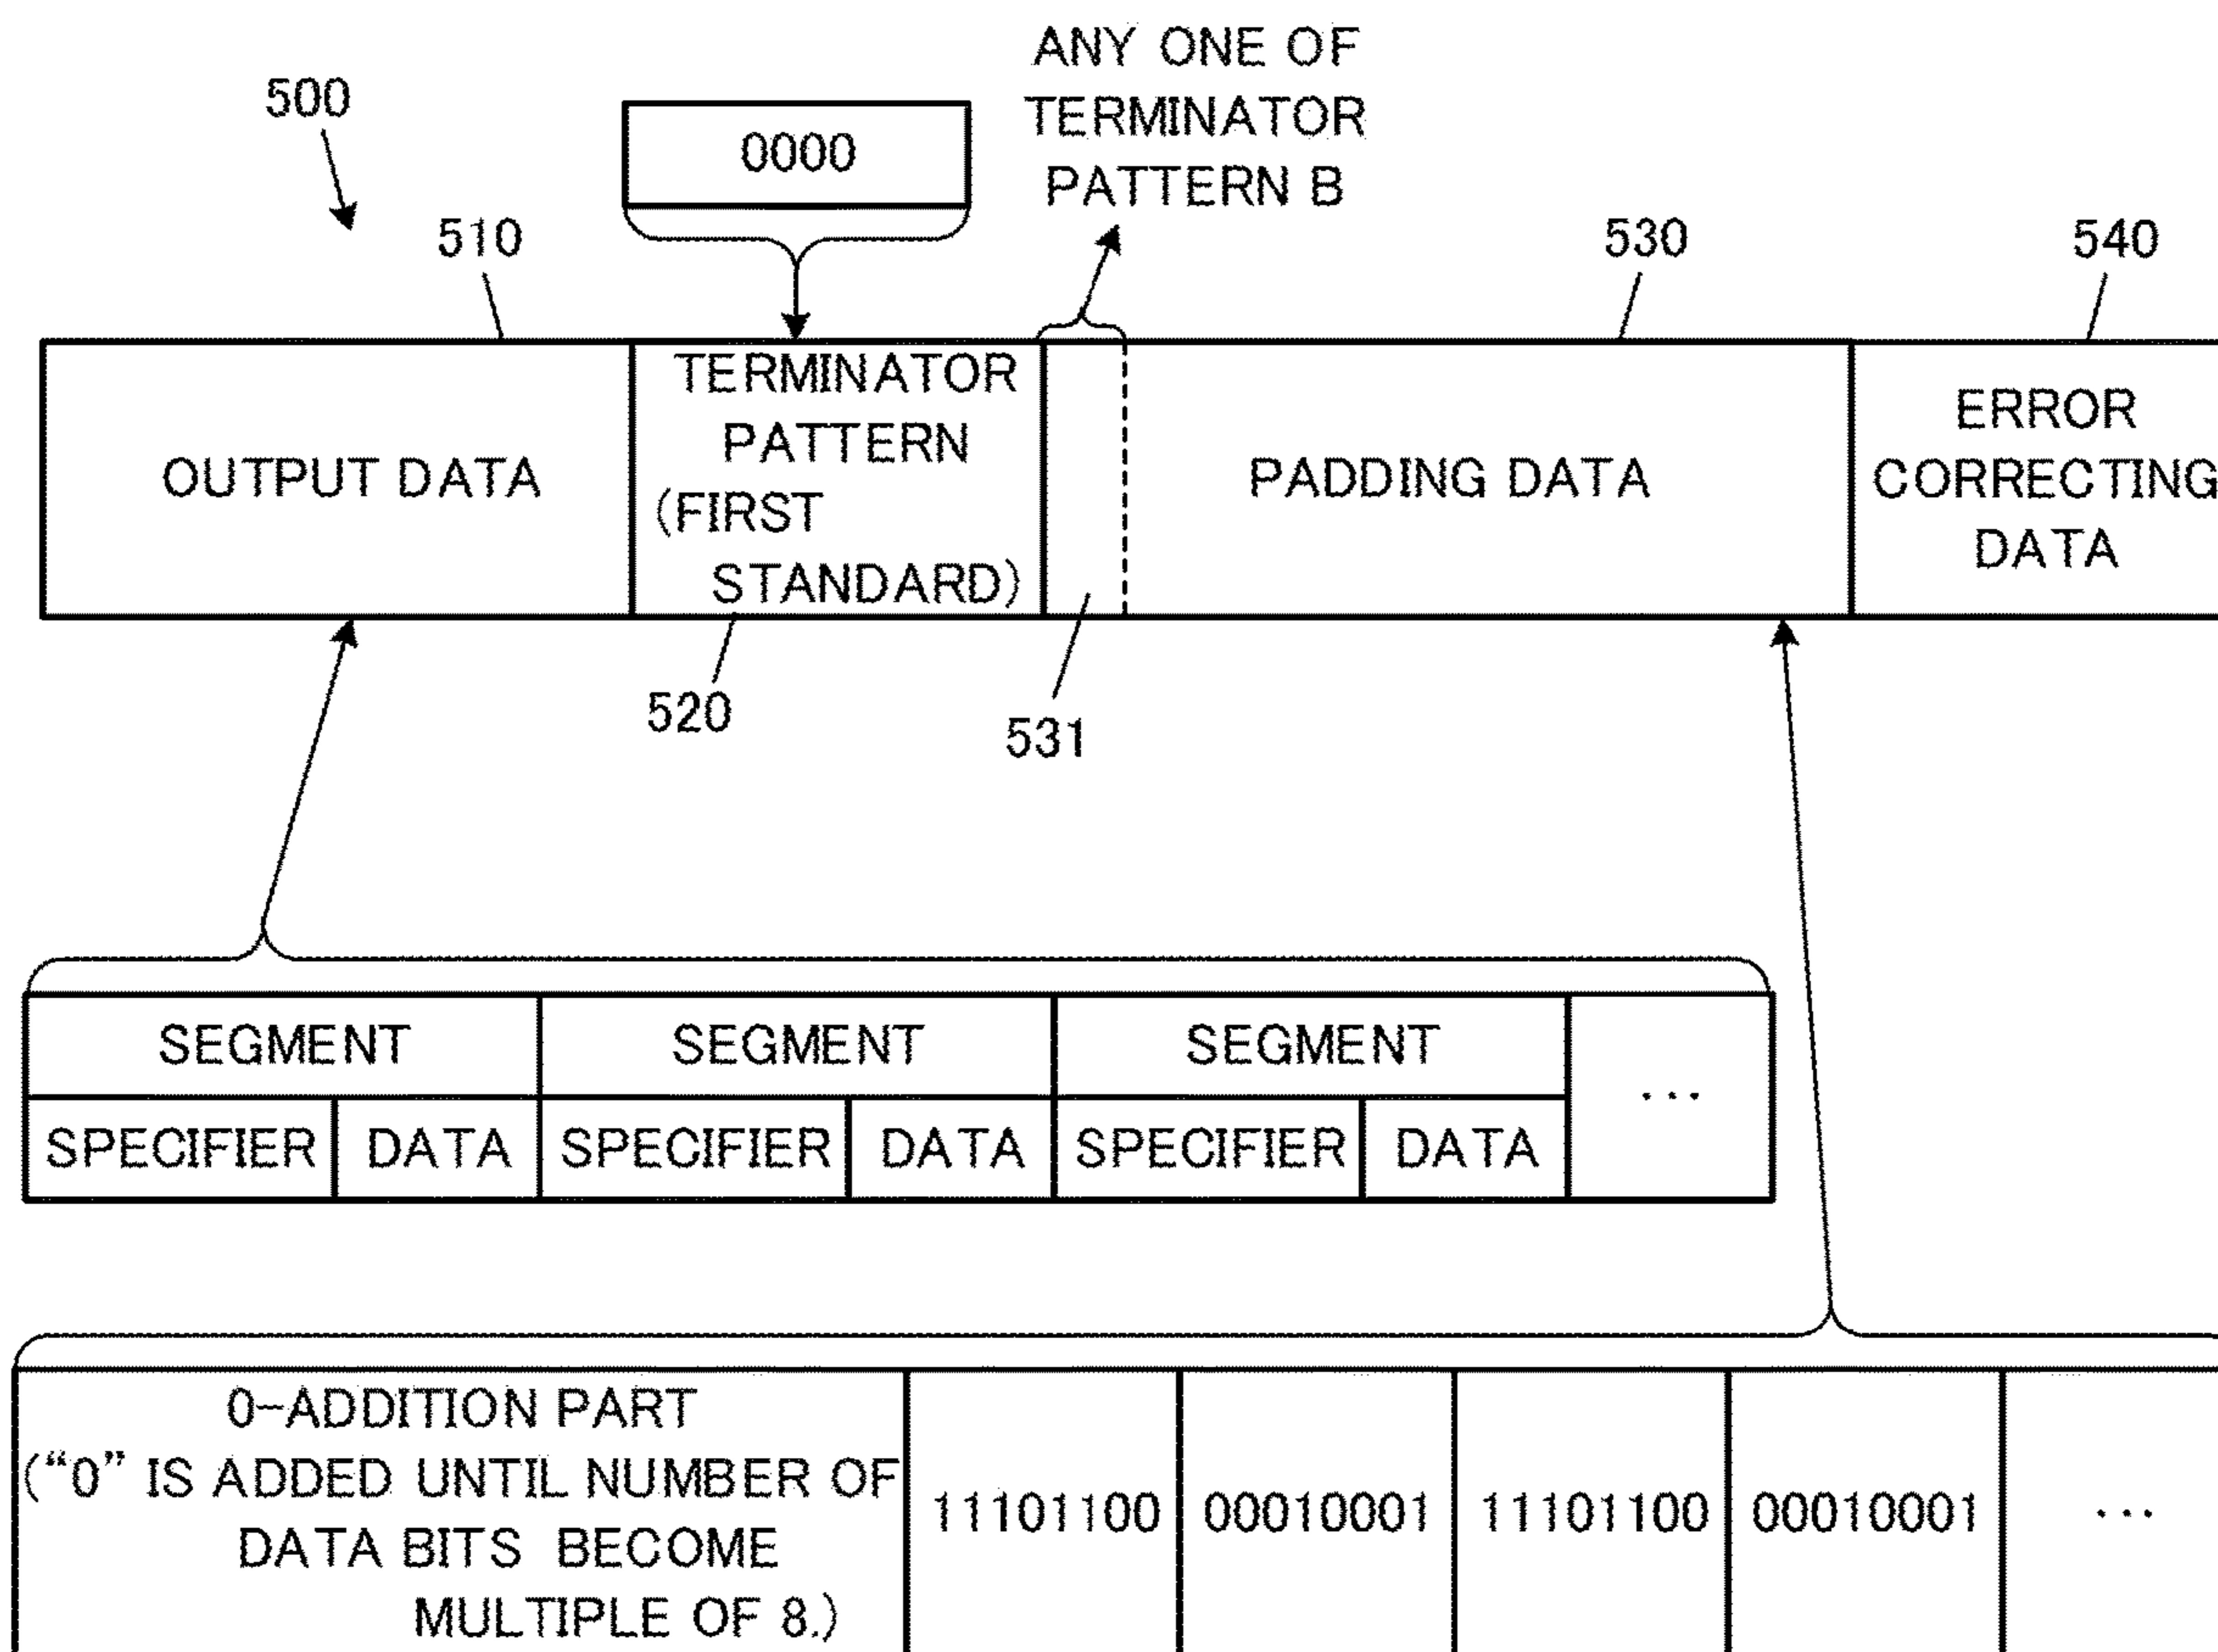 ANY ONE OF
TERMINATOR
PATTERN B
500
0000
510
530
540
OUTPUT DATA
TERMINATOR
PATTERN
(FIRST
STANDARD)
PADDING DATA
ERROR
CORRECTING
DATA
520
531
SEGMENT SEGMENT SEGMENT ...
SPECIFIER DATA SPECIFIER DATA SPECIFIER DATA
0-ADDITION PART
(“0” IS ADDED UNTIL NUMBER OF
DATA BITS BECOME
MULTIPLE OF 8.)
11101100 00010001 11101100 00010001 ...